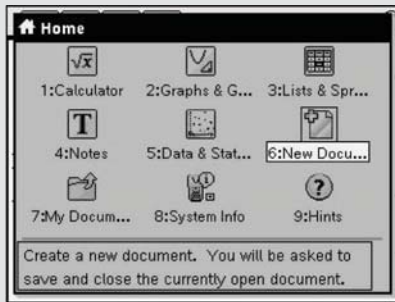 Home
√x
1:Calculator 2:Graphs & G... 3:Lists & Spr...
T
4:Notes 5:Data & Stat... 6:New Docu...
7:My Docum... 8:System Info 9:Hints
Create a new document. You will be asked to
save and close the currently open document.